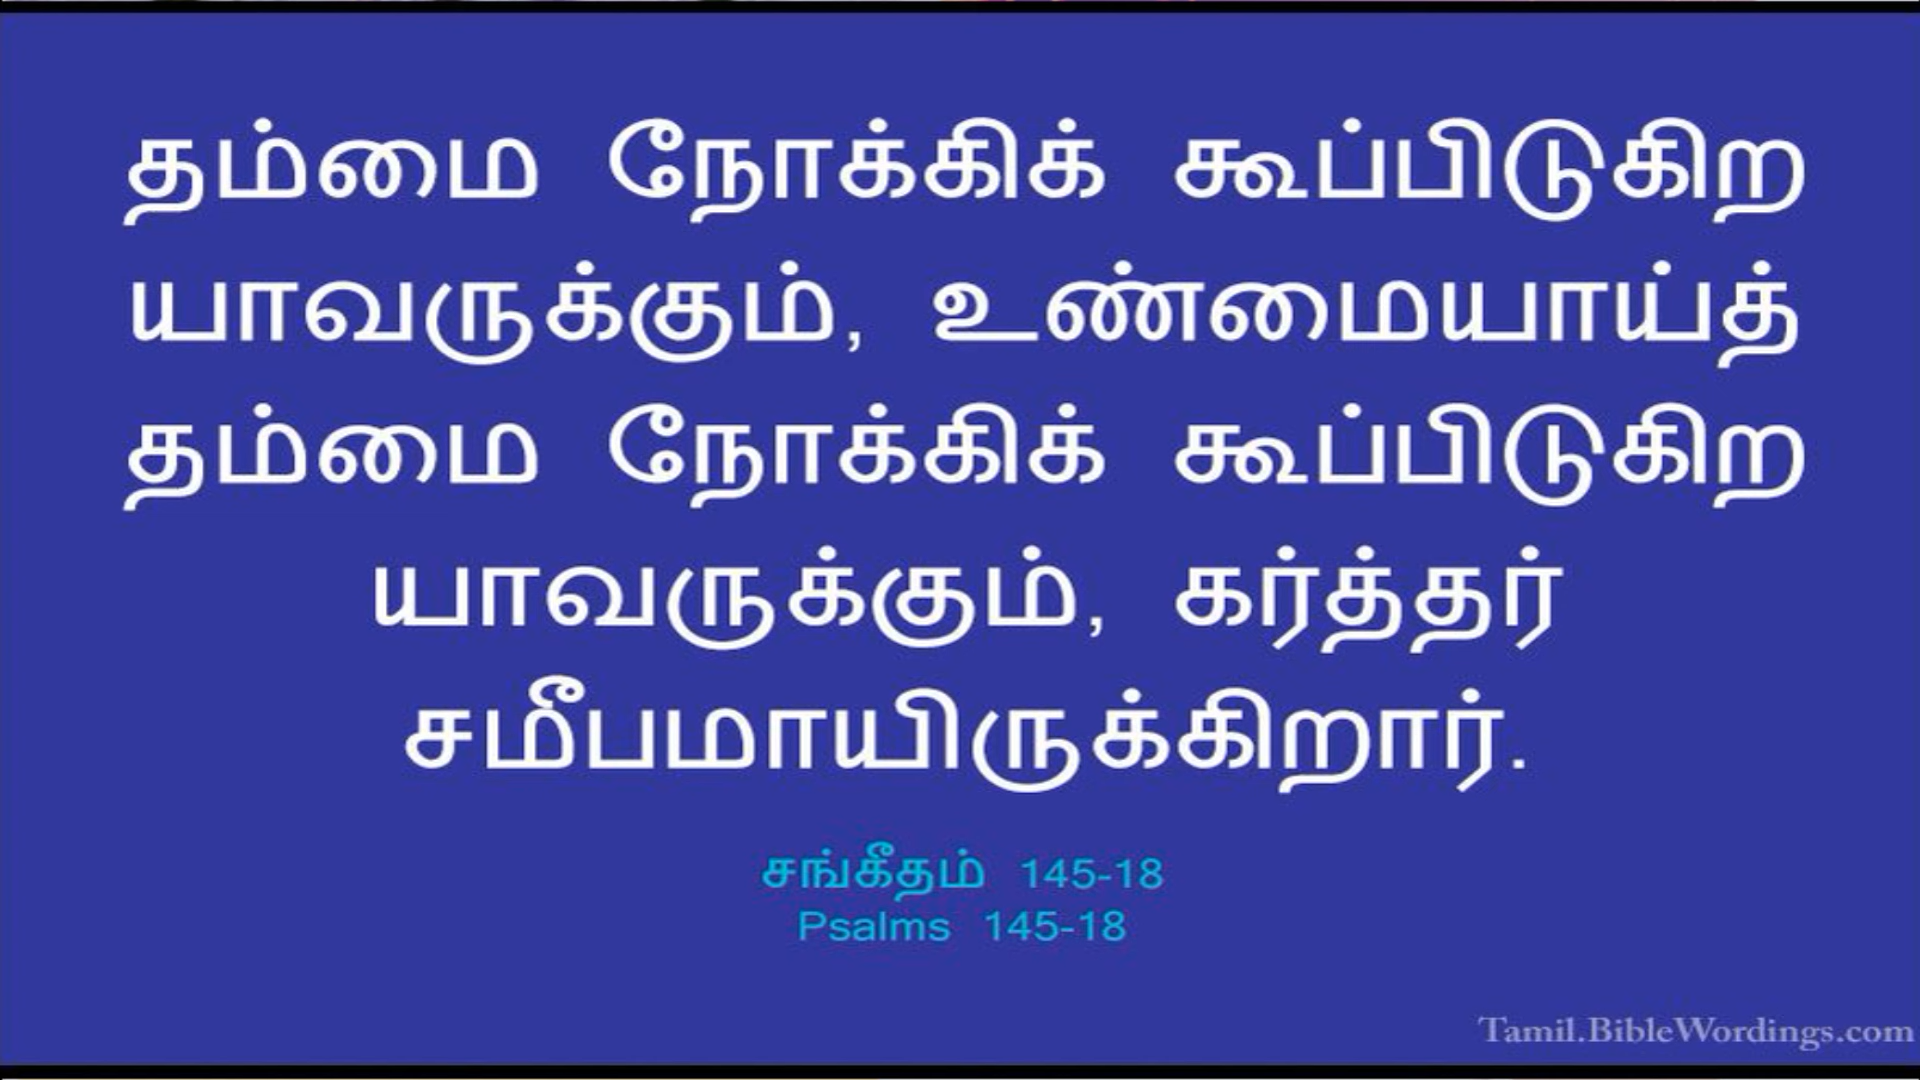 தம்மை நோக்கிக் கூப்பிடுகிற
யாவருக்கும், உண்மையாய்த்
தம்மை நோக்கிக் கூப்பிடுகிற
யாவருக்கும், கர்த்தர்
சமீபமாயிருக்கிறார்.
சங்கீதம் 145-18
Psalms 145-18
Tamil.BibleWordings.com